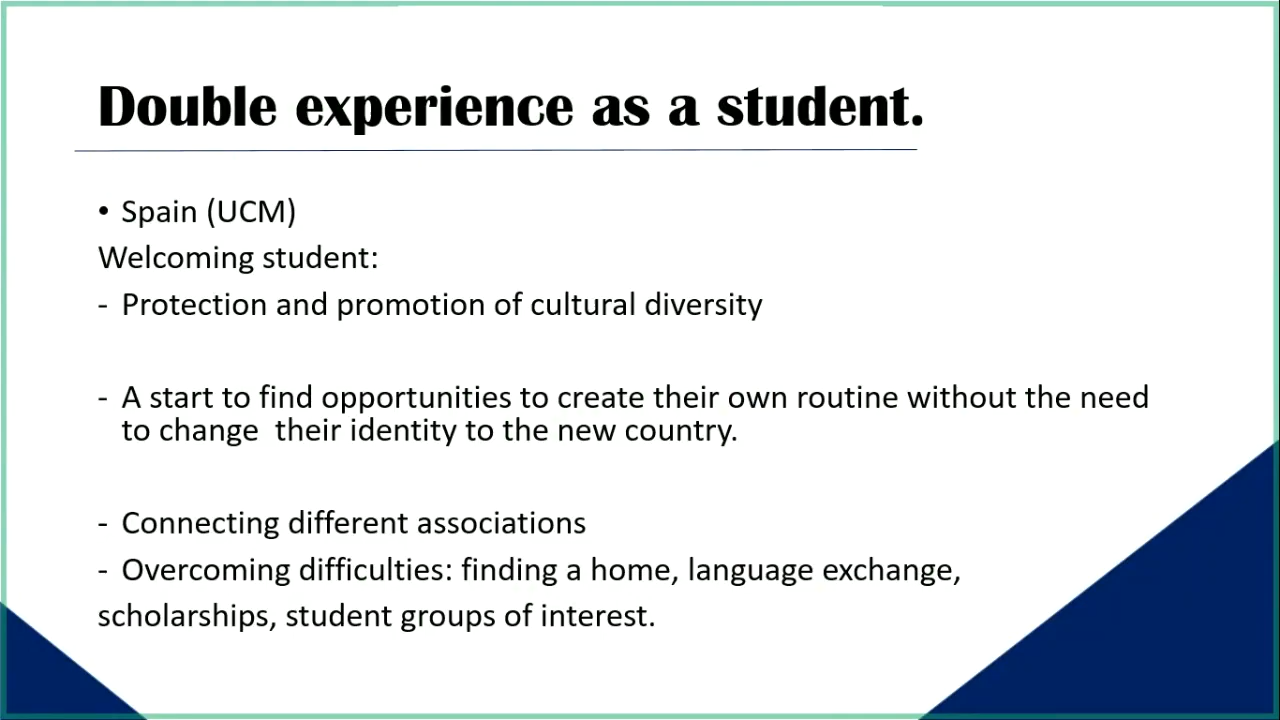 Double experience as a student.
• Spain (UCM)
Welcoming student:
- Protection and promotion of cultural diversity
- A start to find opportunities to create their own routine without the need
to change  their identity to the new country.
- Connecting different associations
- Overcoming difficulties: finding a home, language exchange,
scholarships, student groups of interest.